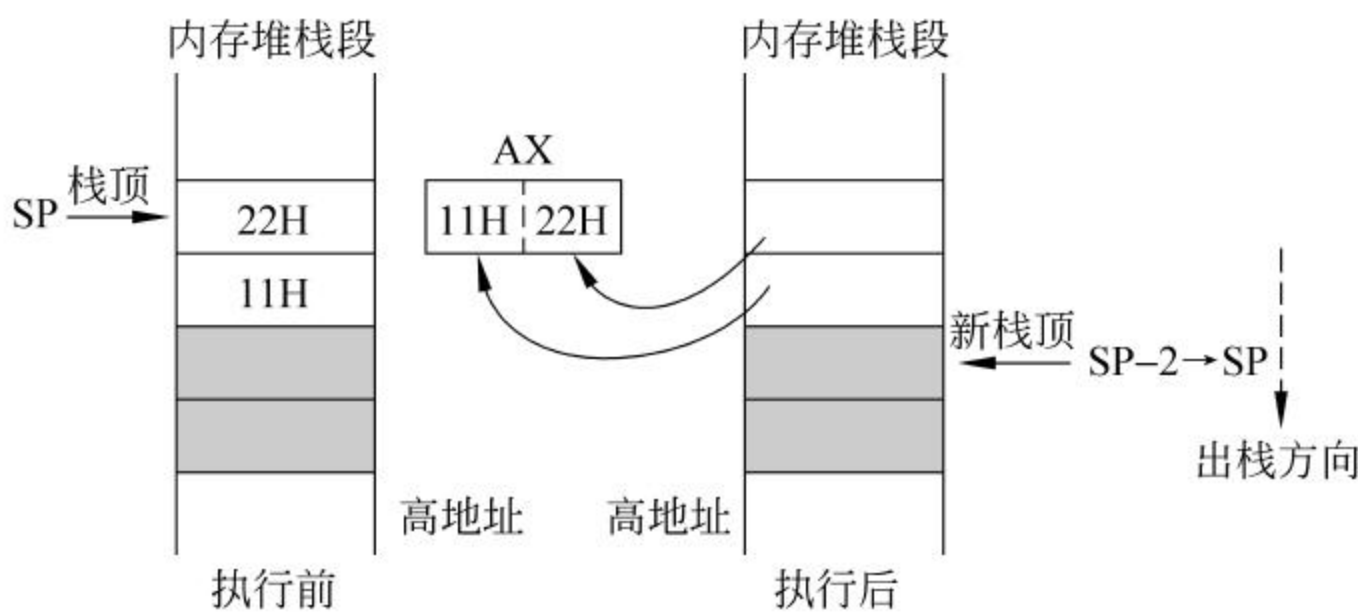 内存堆栈段
内存堆栈段
AX
SP
栈顶
22H
11H
22H
11H
新栈顶
SP–2→SP
出栈方向
高地址
高地址
执行前
执行后